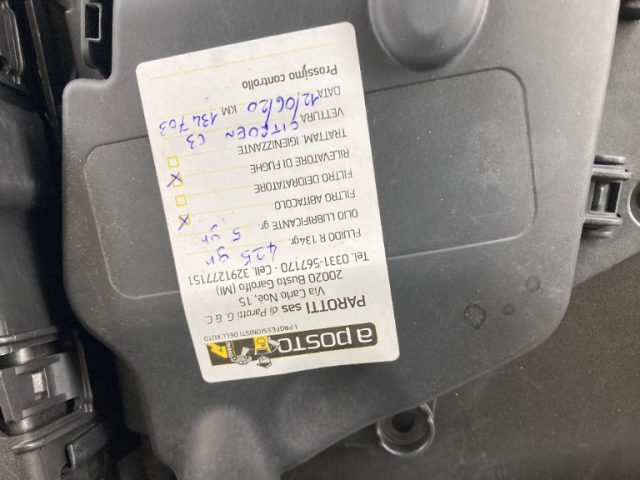 a posto
I PROFESSIONISTI DELL'AUTO
PAROTTI sas di Parotti G. & C.
Via Carlo Noè, 15
20020 Busto Garolfo (MI)
Tel. 0331-567170 - Cell. 3291277151
FLUIDO R 134gr. 425 gr
OLIO LUBRIFICANTE gr. 5 gr
FILTRO ABITACOLO X
FILTRO DEIDRATORE
RILEVATORE DI FUGHE X
TRATTAM. IGIENIZZANTE
VETTURA CITROEN C3
DATA 12/06/20 KM 134703
Prossimo controllo